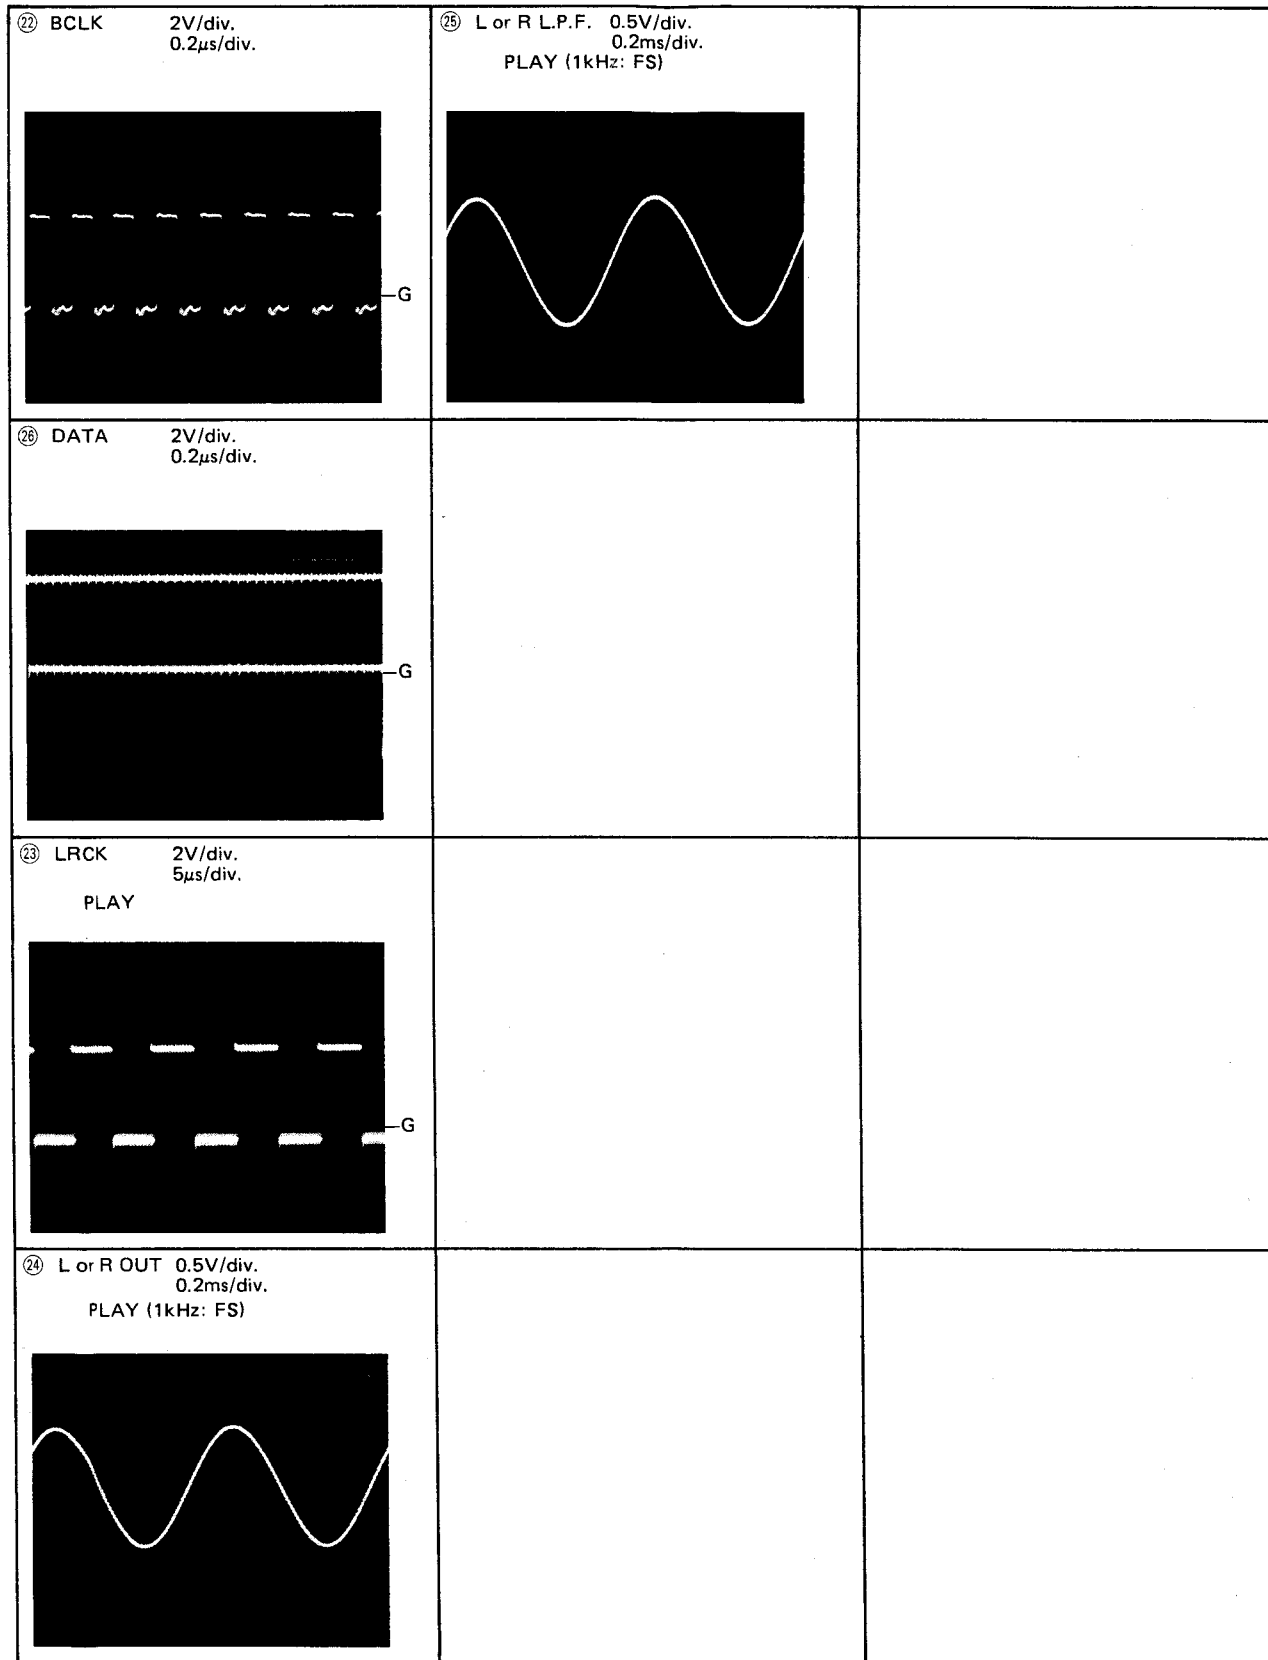 ㉒ BCLK 2V/div.
0.2μs/div.
G
㉕ L or R L.P.F. 0.5V/div.
0.2ms/div.
PLAY (1kHz: FS)
㉖ DATA 2V/div.
0.2μs/div.
G
㉓ LRCK 2V/div.
5μs/div.
PLAY
G
㉔ L or R OUT 0.5V/div.
0.2ms/div.
PLAY (1kHz: FS)